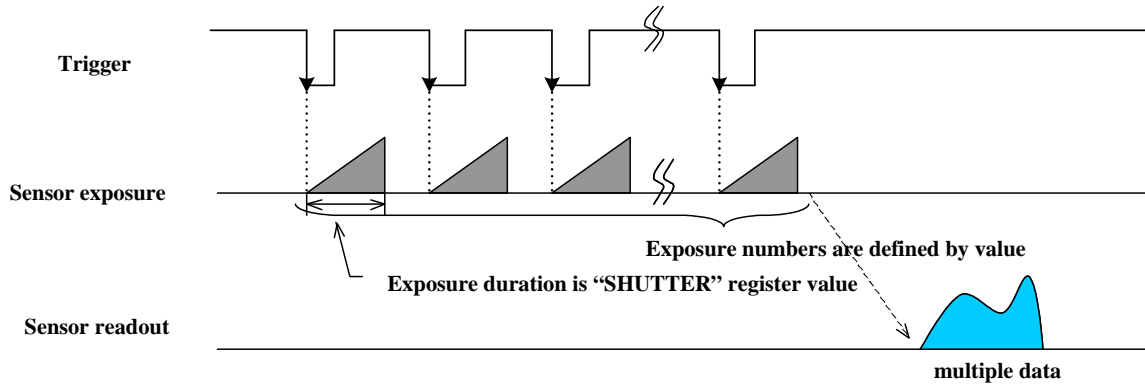 Trigger
Sensor exposure
Exposure numbers are defined by value
Exposure duration is “SHUTTER” register value
Sensor readout
multiple data